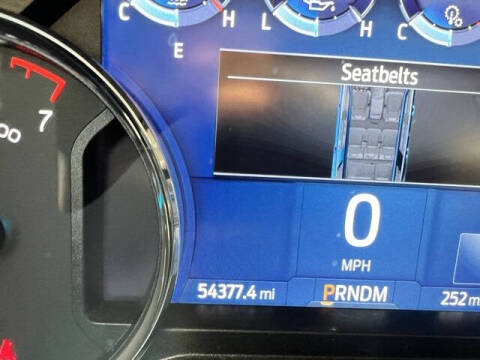 C H L H C
E
Seatbelts
7
0
MPH
54377.4 mi PRNDM 252 mi